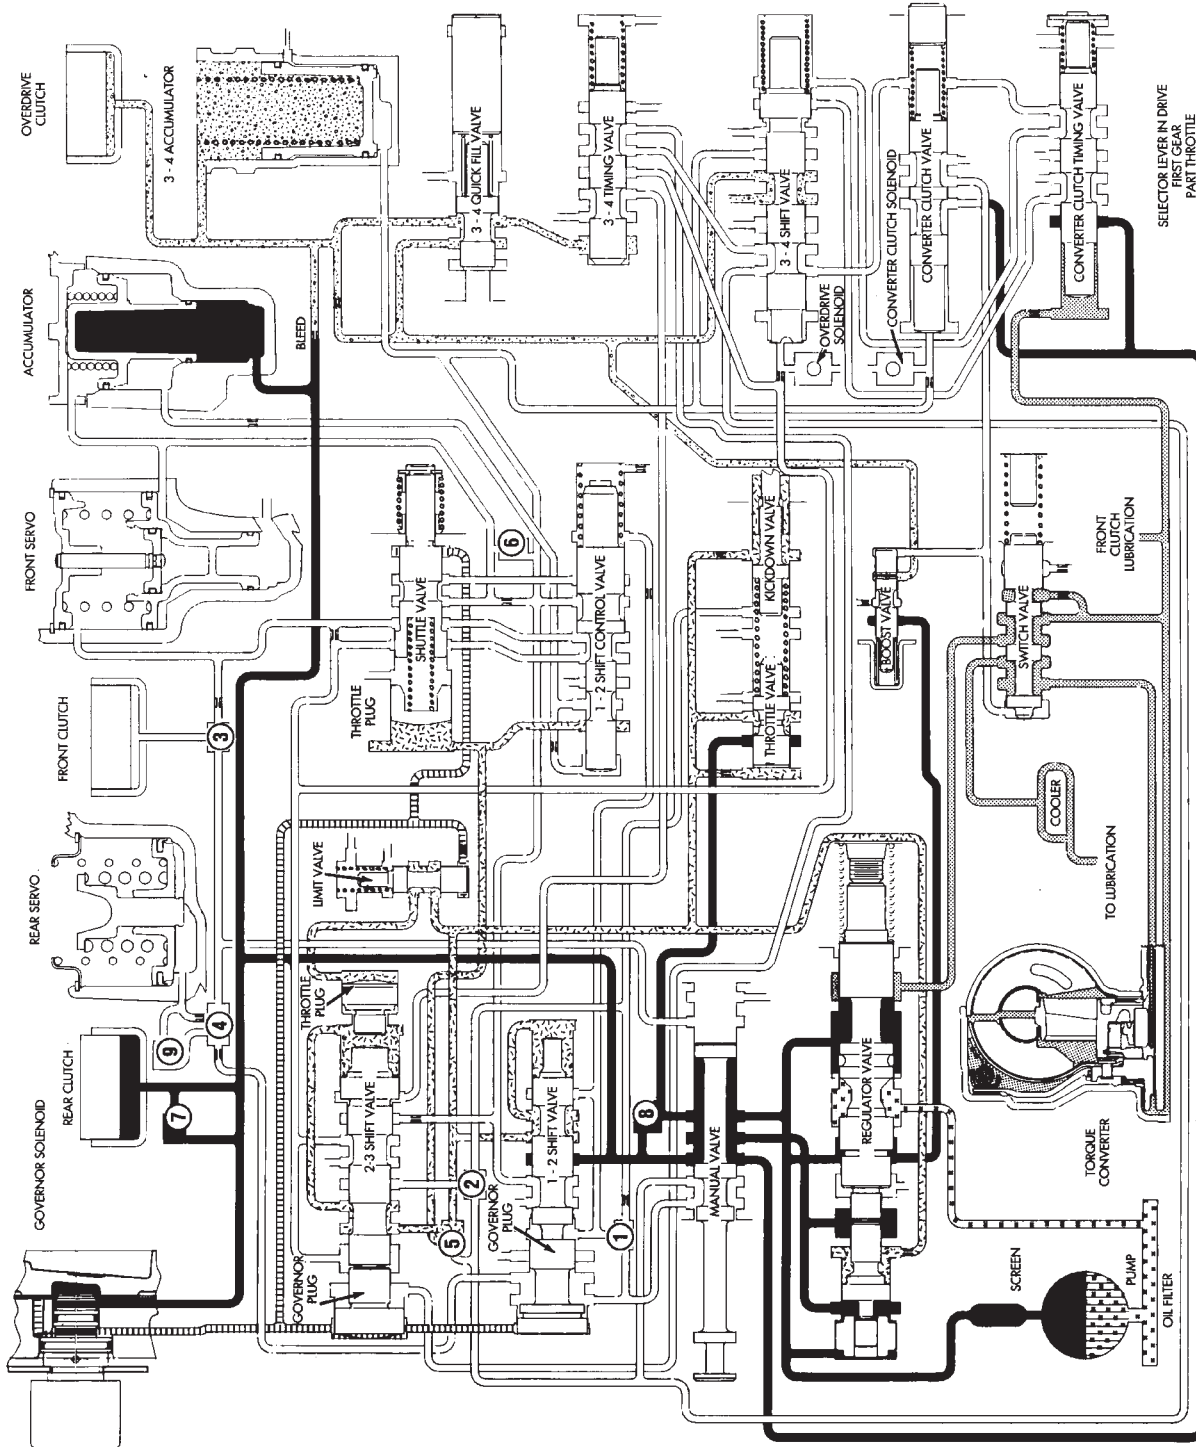 OVERDRIVE
CLUTCH
3 - 4 ACCUMULATOR
3 - 4 QUICK FILL VALVE
3 - 4 TIMING VALVE
3 - 4 SHIFT VALVE
CONVERTER CLUTCH VALVE
CONVERTER CLUTCH TIMING VALVE
SELECTOR LEVER IN DRIVE
FIRST GEAR
PART THROTTLE
ACCUMULATOR
BLEED
OVERDRIVE
SOLENOID
CONVERTER CLUTCH SOLENOID
FRONT SERVO
SHUTTLE VALVE
6
1 - 2 SHIFT CONTROL VALVE
KICKDOWN VALVE
BOOST VALVE
SWITCH VALVE
FRONT
CLUTCH
LUBRICATION
FRONT CLUTCH
3
THROTTLE
PLUG
THROTTLE VALVE
COOLER
TO LUBRICATION
REAR SERVO
LIMIT VALVE
4
9
THROTTLE
PLUG
REAR CLUTCH
7
2-3 SHIFT VALVE
1 - 2 SHIFT VALVE
8
MANUAL VALVE
REGULATOR VALVE
TORQUE
CONVERTER
GOVERNOR SOLENOID
2
5
GOVERNOR
PLUG
GOVERNOR
PLUG
1
SCREEN
PUMP
OIL FILTER